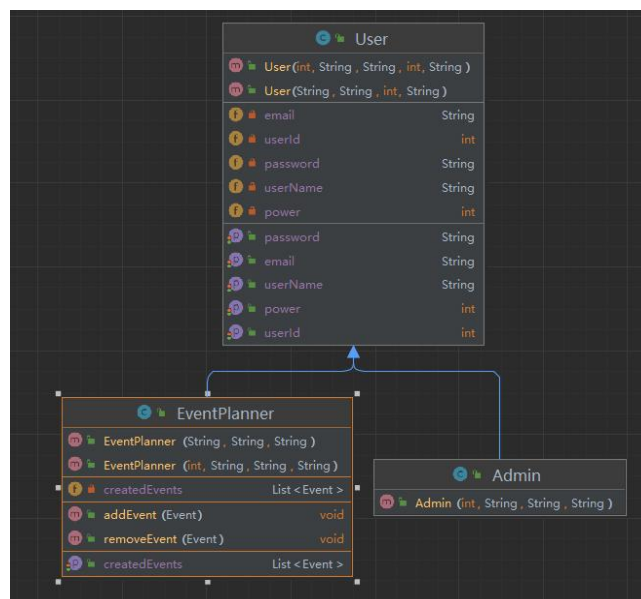 User
User(int, String, String, int, String)
User(String, String, int, String)
email String
userId int
password String
userName String
power int
password String
email String
userName String
power int
userId int
EventPlanner
EventPlanner (String, String, String)
EventPlanner (int, String, String, String)
createdEvents List<Event>
addEvent (Event) void
removeEvent (Event) void
createdEvents List<Event>
Admin
Admin (int, String, String, String)